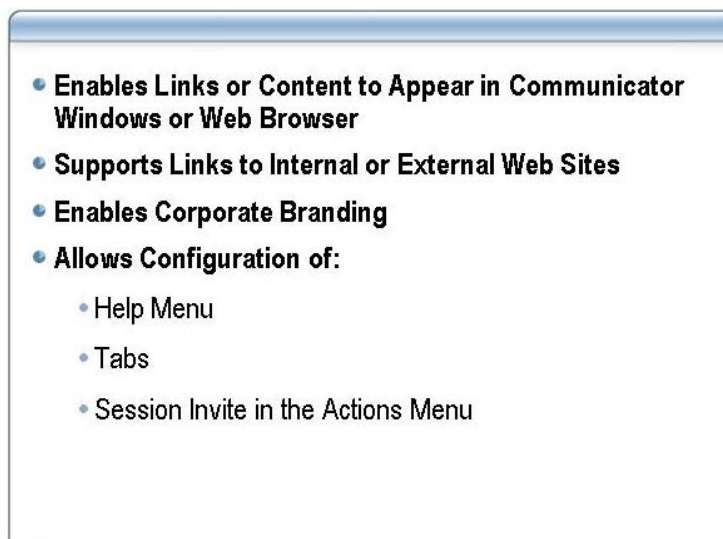 Enables Links or Content to Appear in Communicator
Windows or Web Browser
Supports Links to Internal or External Web Sites
Enables Corporate Branding
Allows Configuration of:
Help Menu
Tabs
Session Invite in the Actions Menu